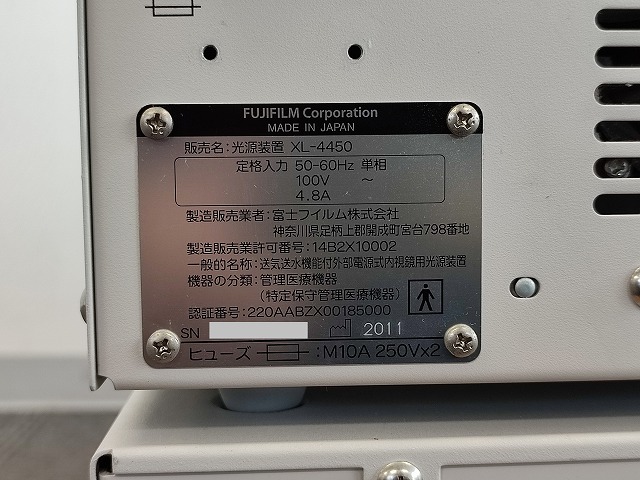 FUJIFILM Corporation
MADE IN JAPAN
販売名：光源装置 XL-4450
定格入力 50-60Hz 単相
100V ～
4.8A
製造販売業者：富士フイルム株式会社
神奈川県足柄上郡開成町宮台798番地
製造販売業許可番号：14B2X10002
一般的名称：送気送水機能付外部電源式内視鏡用光源装置
機器の分類：管理医療機器
（特定保守管理医療機器）
認証番号：220AABZX00185000
SN 2011
ヒューズ ：M10A 250V×2